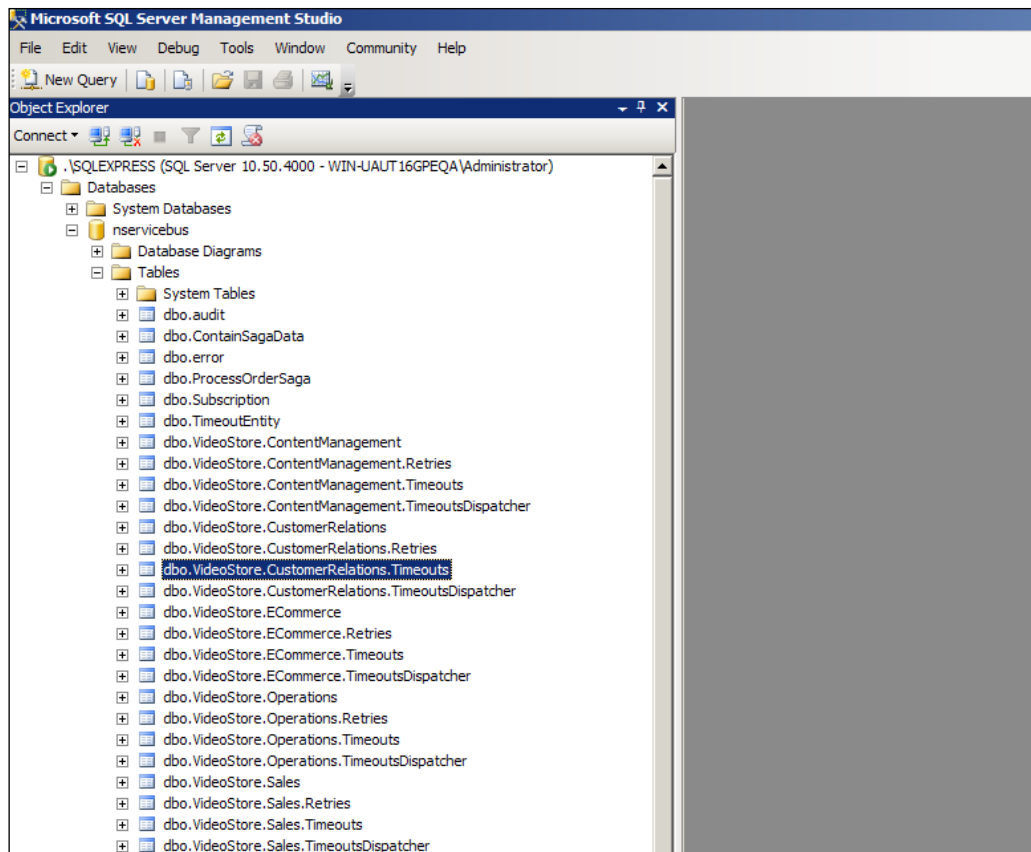 Microsoft SQL Server Management Studio
File Edit View Debug Tools Window Community Help
New Query
Object Explorer
Connect
.\SQLEXPRESS (SQL Server 10.50.4000 - WIN-UAUT16GPEQA\Administrator)
Databases
System Databases
nservicebus
Database Diagrams
Tables
System Tables
dbo.audit
dbo.ContainSagaData
dbo.error
dbo.ProcessOrderSaga
dbo.Subscription
dbo.TimeoutEntity
dbo.VideoStore.ContentManagement
dbo.VideoStore.ContentManagement.Retries
dbo.VideoStore.ContentManagement.Timeouts
dbo.VideoStore.ContentManagement.TimeoutsDispatcher
dbo.VideoStore.CustomerRelations
dbo.VideoStore.CustomerRelations.Retries
dbo.VideoStore.CustomerRelations.Timeouts
dbo.VideoStore.CustomerRelations.TimeoutsDispatcher
dbo.VideoStore.ECommerce
dbo.VideoStore.ECommerce.Retries
dbo.VideoStore.ECommerce.Timeouts
dbo.VideoStore.ECommerce.TimeoutsDispatcher
dbo.VideoStore.Operations
dbo.VideoStore.Operations.Retries
dbo.VideoStore.Operations.Timeouts
dbo.VideoStore.Operations.TimeoutsDispatcher
dbo.VideoStore.Sales
dbo.VideoStore.Sales.Retries
dbo.VideoStore.Sales.Timeouts
dbo.VideoStore.Sales.TimeoutsDispatcher